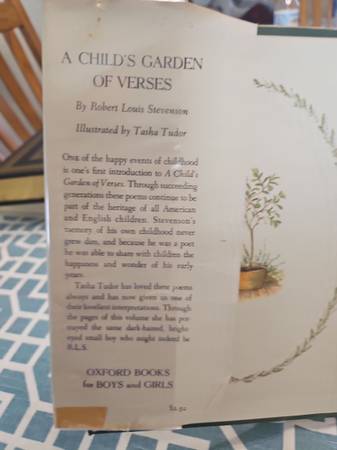 A CHILD'S GARDEN
OF VERSES
By Robert Louis Stevenson
Illustrated by Tasha Tudor
ONE of the happy events of childhood
is one's first introduction to A Child's
Garden of Verses. Through succeeding
generations these poems continue to be
part of the heritage of all American
and English children. Stevenson's
memory of his own childhood never
grew dim, and because he was a poet
he was able to share with children the
happiness and wonder of his early
years.
Tasha Tudor has loved these poems
always and has now given us one of
their loveliest interpretations. Through
the pages of this volume she has por-
trayed the same dark-haired, bright-
eyed small boy who might indeed be
R.L.S.
OXFORD BOOKS
for BOYS and GIRLS